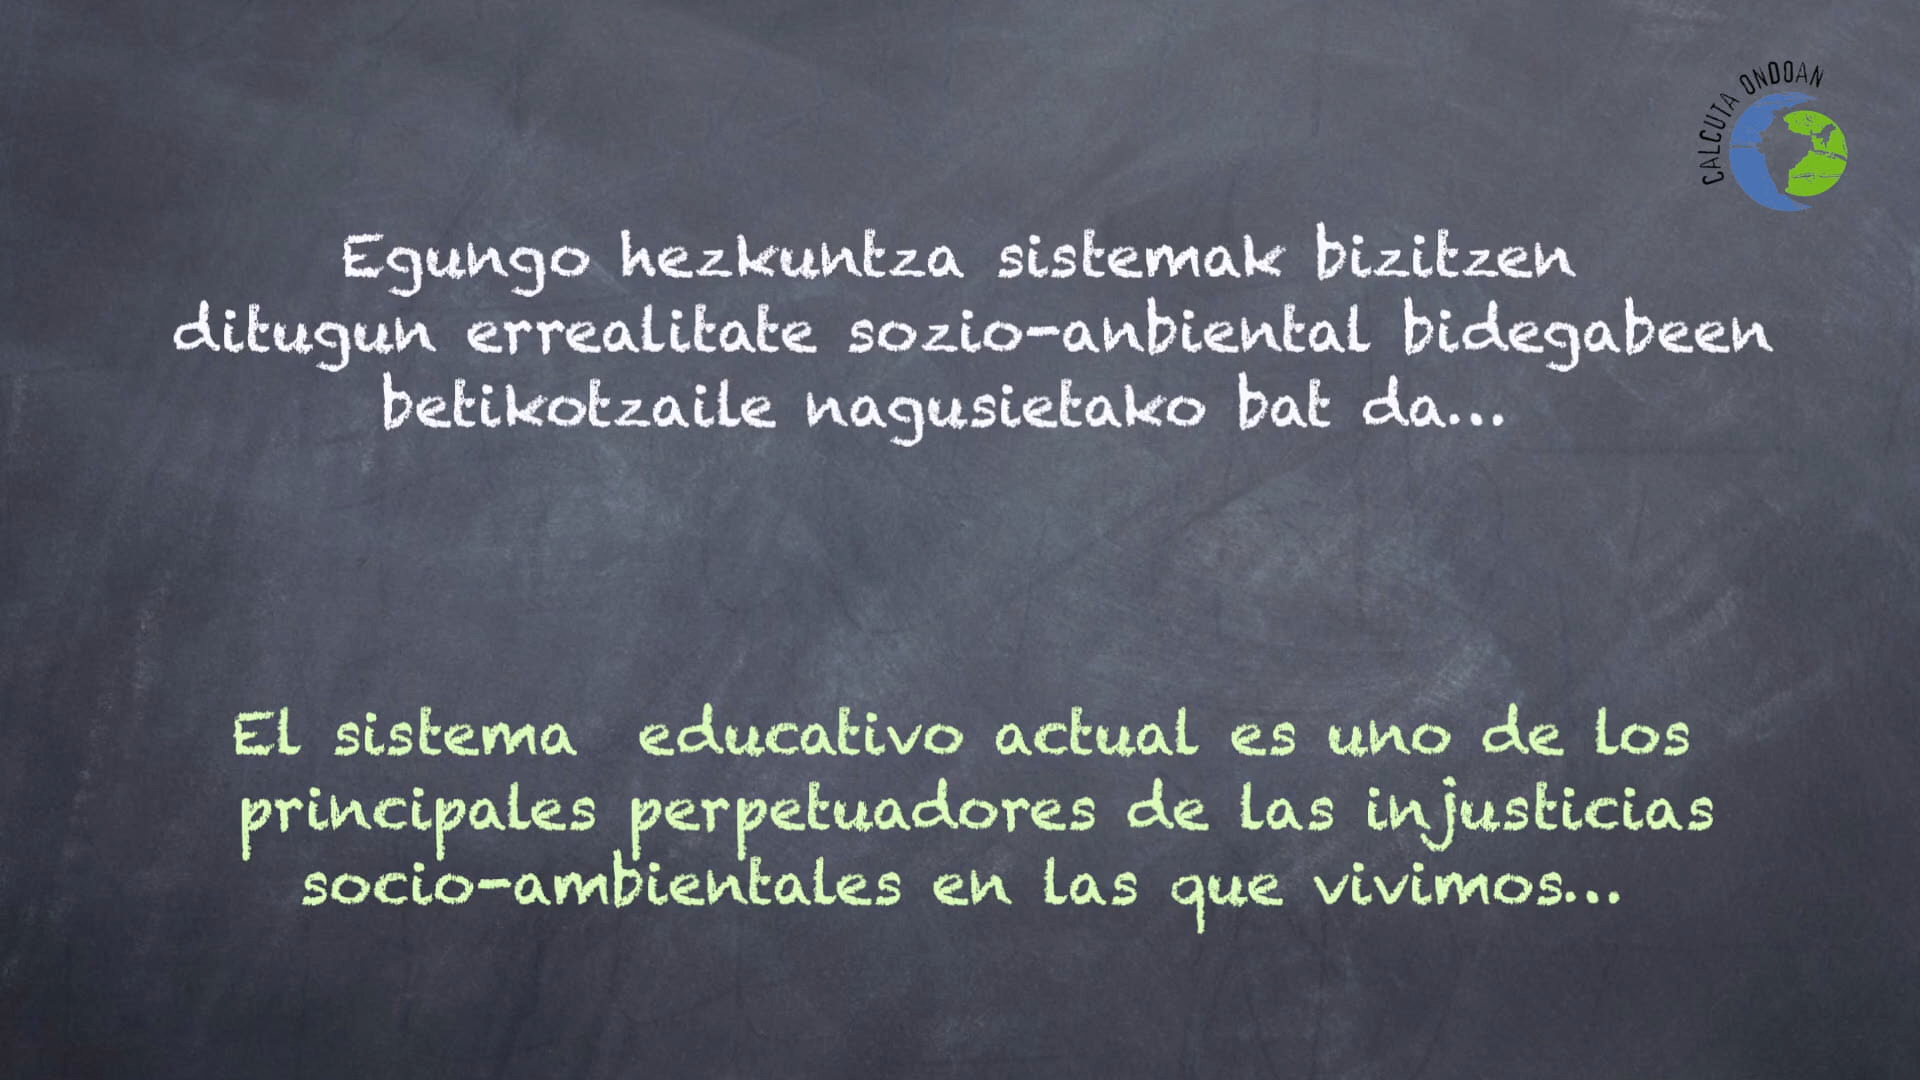 CALCUTA ONDOAN
Egungo hezkuntza sistemak bizitzen
ditugun errealitate sozio-anbiental bidegabeen
betikotzaile nagusietako bat da...
El sistema educativo actual es uno de los
principales perpetuadores de las injusticias
socio-ambientales en las que vivimos...